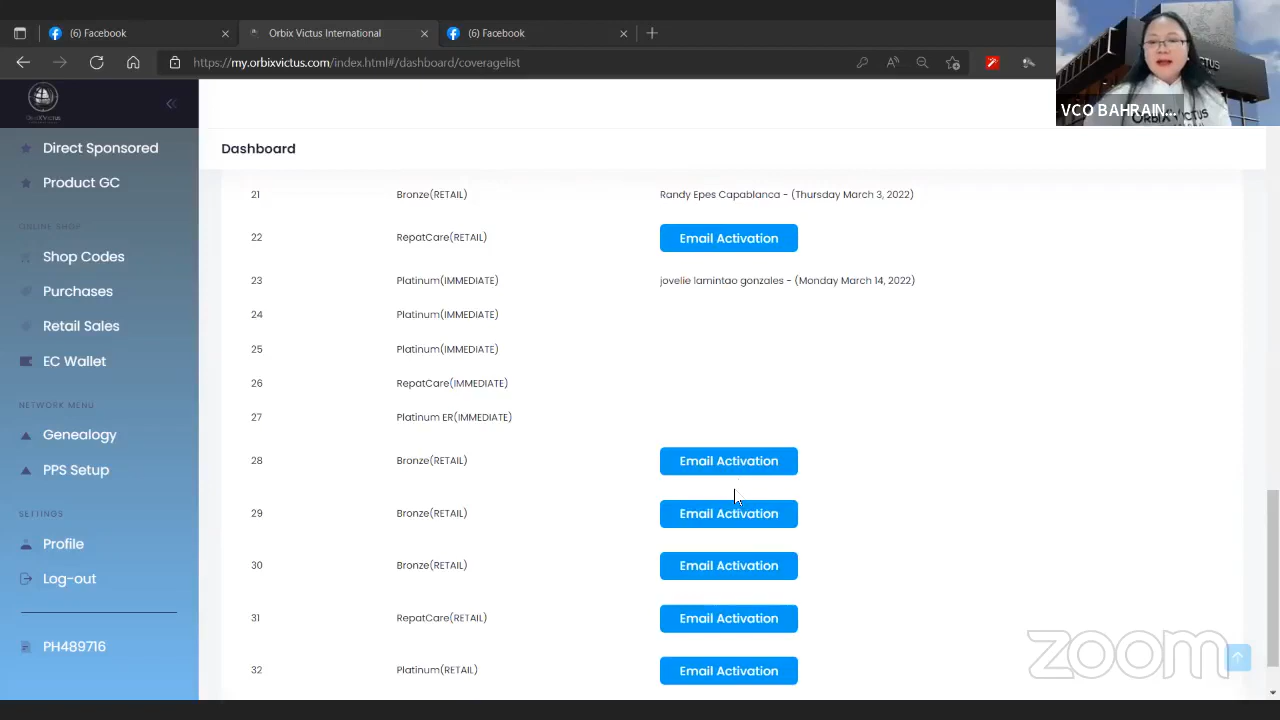 (6) Facebook
Orbix Victus International
(6) Facebook
https://my.orbixvictus.com/index.html#/dashboard/coveragelist
VCO BAHRAIN...
ORBIX VICTUS
Direct Sponsored
Product GC
ONLINE SHOP
Shop Codes
Purchases
Retail Sales
EC Wallet
NETWORK MENU
Genealogy
PPS Setup
SETTINGS
Profile
Log-out
PH489716
Dashboard
21 Bronze(RETAIL) Randy Epes Capablanca - (Thursday March 3, 2022)
22 RepatCare(RETAIL) Email Activation
23 Platinum(IMMEDIATE) jovelie lamintao gonzales - (Monday March 14, 2022)
24 Platinum(IMMEDIATE)
25 Platinum(IMMEDIATE)
26 RepatCare(IMMEDIATE)
27 Platinum ER(IMMEDIATE)
28 Bronze(RETAIL) Email Activation
29 Bronze(RETAIL) Email Activation
30 Bronze(RETAIL) Email Activation
31 RepatCare(RETAIL) Email Activation
32 Platinum(RETAIL) Email Activation
zoom